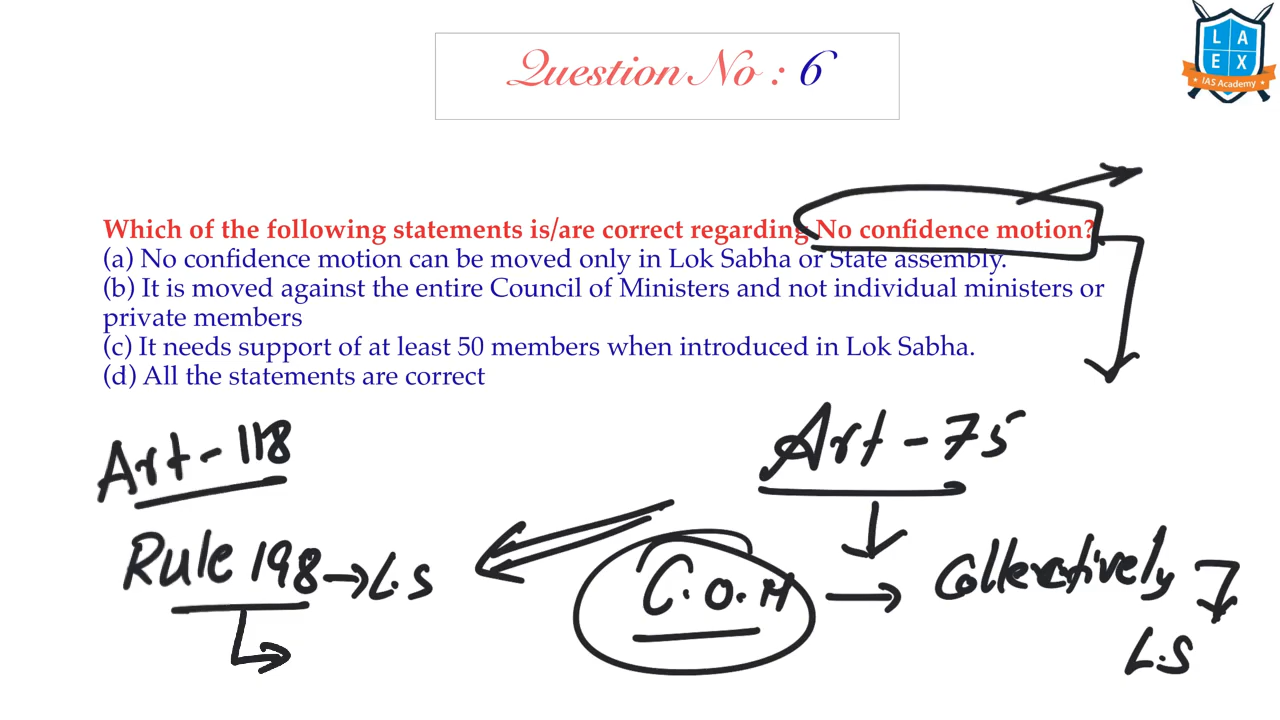 Question No : 6
L A
E X
IAS Academy
Which of the following statements is/are correct regarding No confidence motion?
(a) No confidence motion can be moved only in Lok Sabha or State assembly.
(b) It is moved against the entire Council of Ministers and not individual ministers or
private members
(c) It needs support of at least 50 members when introduced in Lok Sabha.
(d) All the statements are correct
Art - 118
Art - 75
Rule 198 → L.S
C.O.M → Collectively
L.S